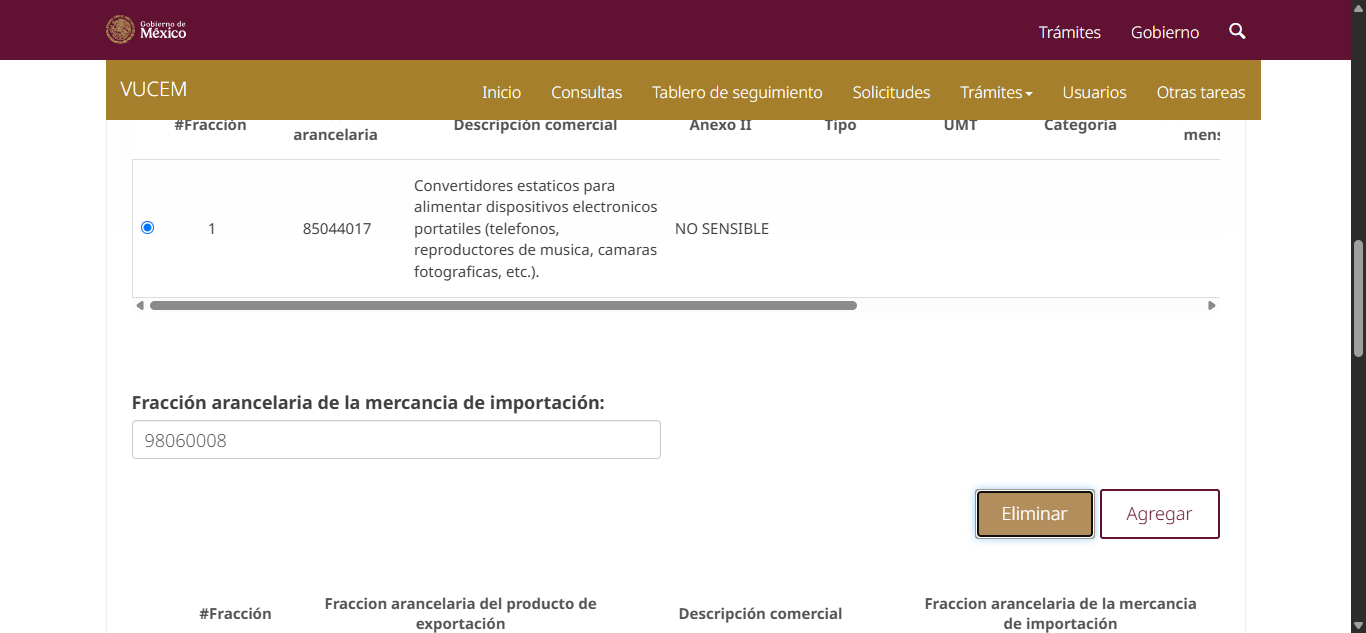 Gobierno de
México
Trámites
Gobierno
VUCEM
Inicio
Consultas
Tablero de seguimiento
Solicitudes
Trámites
Usuarios
Otras tareas
#Fracción
arancelaria
Descripción comercial
Anexo II
Tipo
UMT
Categoría
1
85044017
Convertidores estaticos para
alimentar dispositivos electronicos
portatiles (telefonos,
reproductores de musica, camaras
fotograficas, etc.).
NO SENSIBLE
Fracción arancelaria de la mercancia de importación:
98060008
Eliminar
Agregar
#Fracción
Fraccion arancelaria del producto de
exportación
Descripción comercial
Fraccion arancelaria de la mercancia
de importación